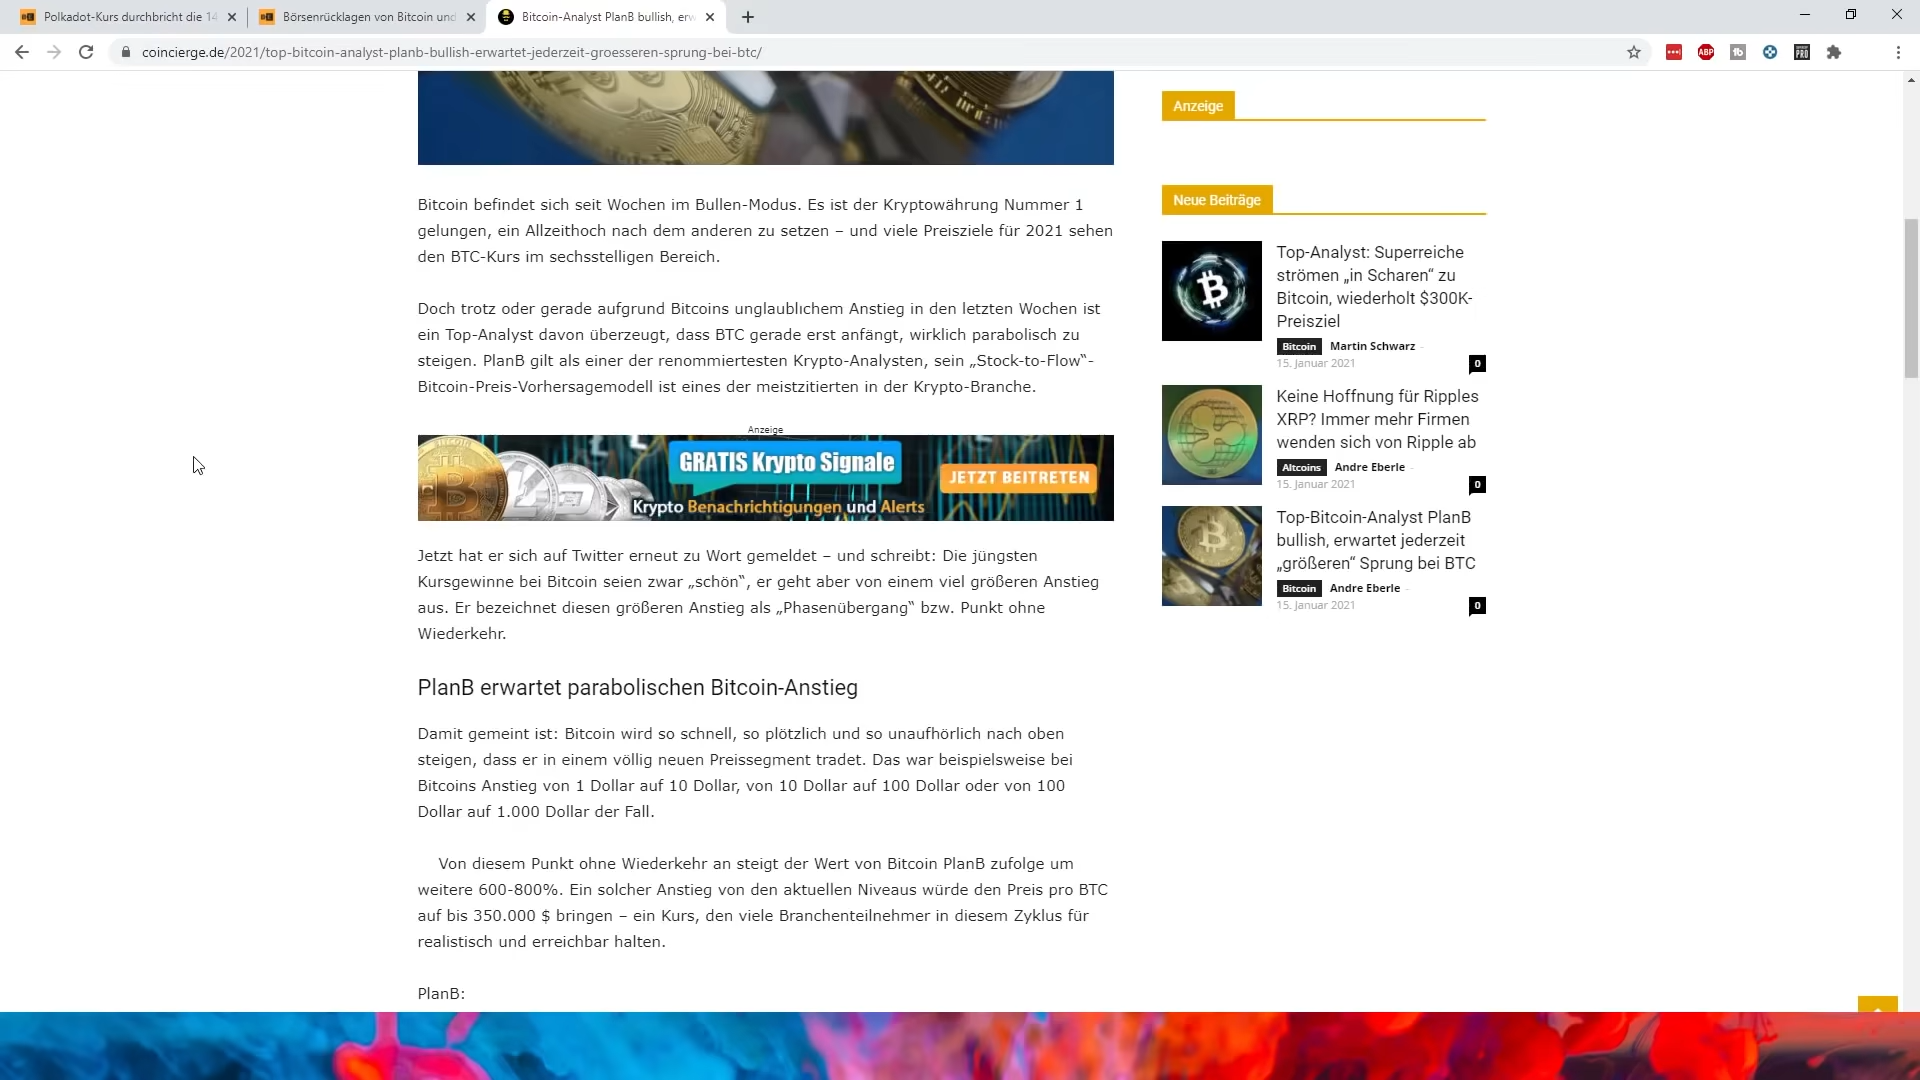 Polkadot-Kurs durchbricht die 14
Börsenrücklagen von Bitcoin und
Bitcoin-Analyst PlanB bullish, erw
coincierge.de/2021/top-bitcoin-analyst-planb-bullish-erwartet-jederzeit-groesseren-sprung-bei-btc/
ABP
Bitcoin befindet sich seit Wochen im Bullen-Modus. Es ist der Kryptowährung Nummer 1
gelungen, ein Allzeithoch nach dem anderen zu setzen – und viele Preisziele für 2021 sehen
den BTC-Kurs im sechsstelligen Bereich.
Doch trotz oder gerade aufgrund Bitcoins unglaublichem Anstieg in den letzten Wochen ist
ein Top-Analyst davon überzeugt, dass BTC gerade erst anfängt, wirklich parabolisch zu
steigen. PlanB gilt als einer der renommiertesten Krypto-Analysten, sein „Stock-to-Flow“-
Bitcoin-Preis-Vorhersagemodell ist eines der meistzitierten in der Krypto-Branche.
Anzeige
GRATIS Krypto Signale
JETZT BEITRETEN
Krypto Benachrichtigungen und Alerts
Jetzt hat er sich auf Twitter erneut zu Wort gemeldet – und schreibt: Die jüngsten
Kursgewinne bei Bitcoin seien zwar „schön“, er geht aber von einem viel größeren Anstieg
aus. Er bezeichnet diesen größeren Anstieg als „Phasenübergang“ bzw. Punkt ohne
Wiederkehr.
PlanB erwartet parabolischen Bitcoin-Anstieg
Damit gemeint ist: Bitcoin wird so schnell, so plötzlich und so unaufhörlich nach oben
steigen, dass er in einem völlig neuen Preissegment tradet. Das war beispielsweise bei
Bitcoins Anstieg von 1 Dollar auf 10 Dollar, von 10 Dollar auf 100 Dollar oder von 100
Dollar auf 1.000 Dollar der Fall.
Von diesem Punkt ohne Wiederkehr an steigt der Wert von Bitcoin PlanB zufolge um
weitere 600-800%. Ein solcher Anstieg von den aktuellen Niveaus würde den Preis pro BTC
auf bis 350.000 $ bringen – ein Kurs, den viele Branchenteilnehmer in diesem Zyklus für
realistisch und erreichbar halten.
PlanB:
Anzeige
Neue Beiträge
Top-Analyst: Superreiche
strömen „in Scharen“ zu
Bitcoin, wiederholt $300K-
Preisziel
Bitcoin Martin Schwarz -
15. Januar 2021
0
Keine Hoffnung für Ripples
XRP? Immer mehr Firmen
wenden sich von Ripple ab
Altcoins Andre Eberle -
15. Januar 2021
0
Top-Bitcoin-Analyst PlanB
bullish, erwartet jederzeit
„größeren“ Sprung bei BTC
Bitcoin Andre Eberle -
15. Januar 2021
0